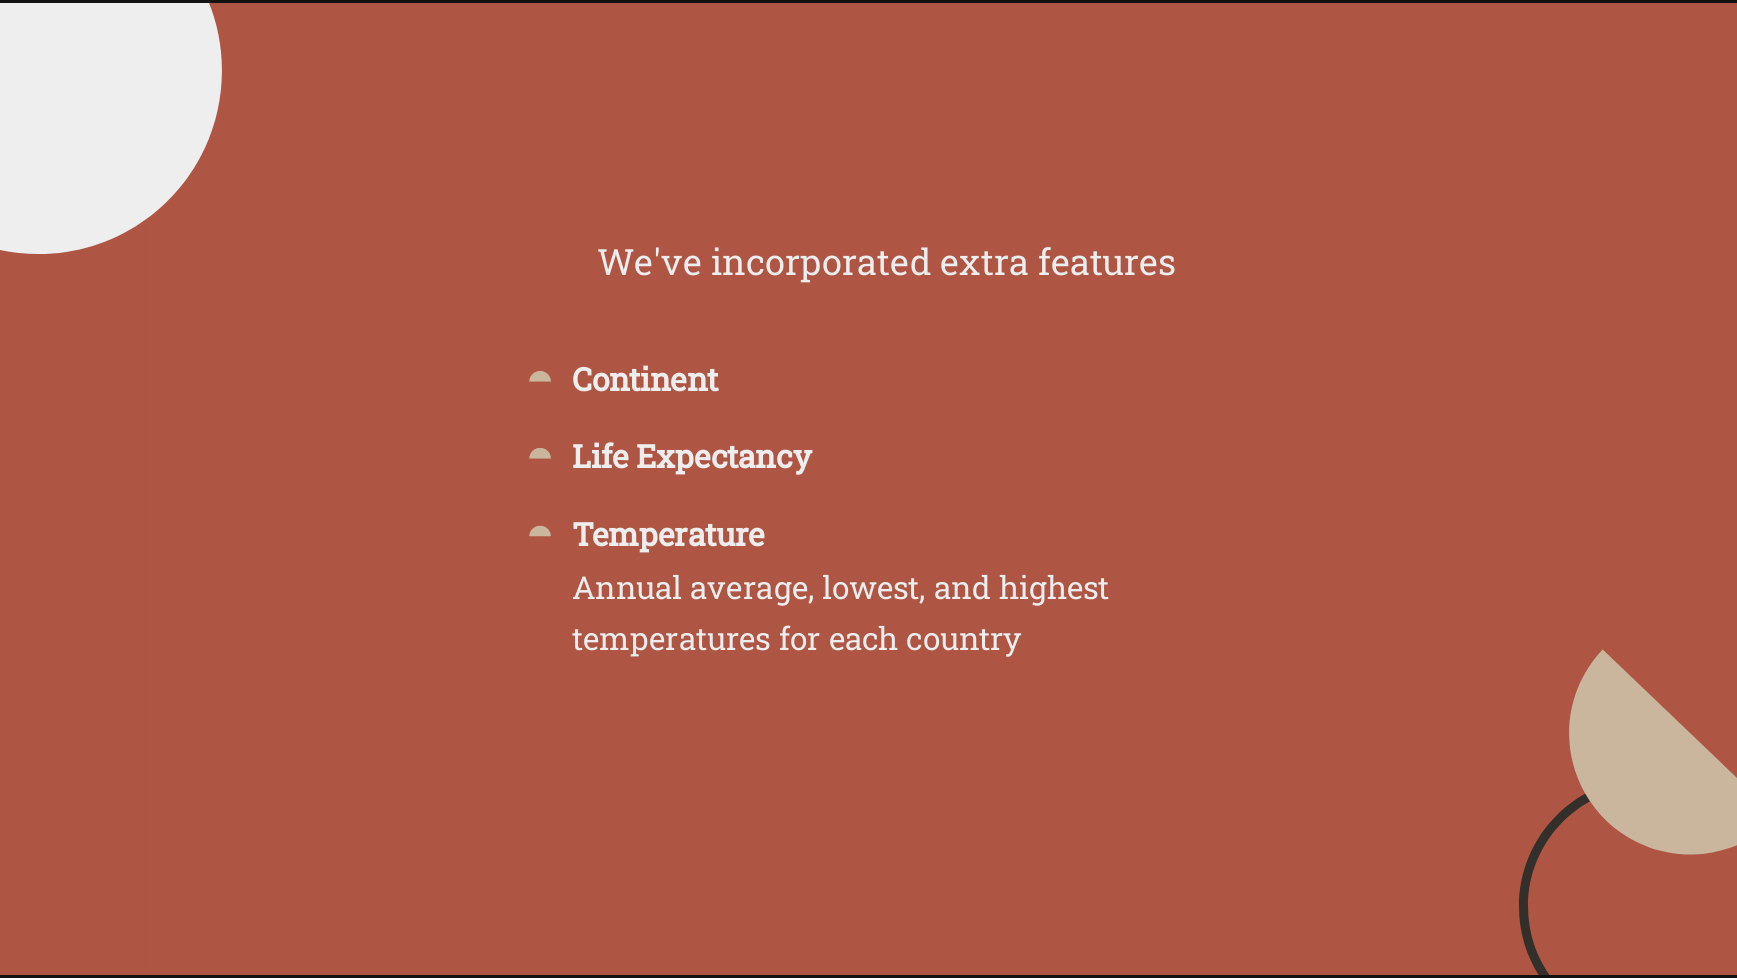 We've incorporated extra features
Continent
Life Expectancy
Temperature
Annual average, lowest, and highest
temperatures for each country